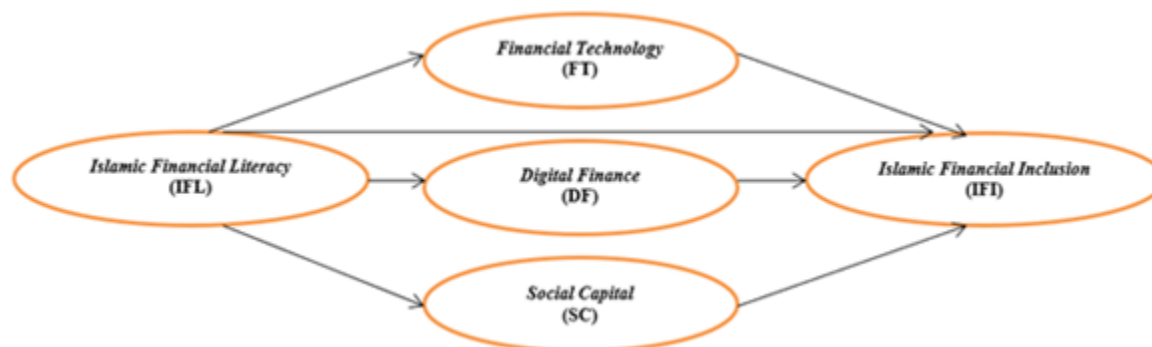 Financial Technology
(FT)
Islamic Financial Literacy
(IFL)
Digital Finance
(DF)
Islamic Financial Inclusion
(IFI)
Social Capital
(SC)